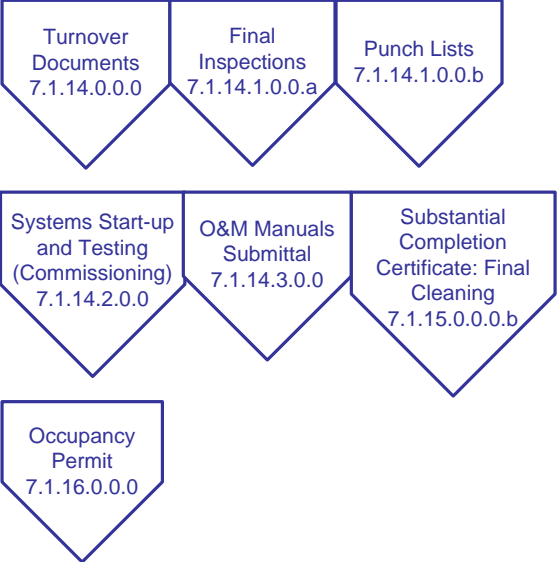 Turnover
Documents
7.1.14.0.0.0
Final
Inspections
7.1.14.1.0.0.a
Punch Lists
7.1.14.1.0.0.b
Systems Start-up
and Testing
(Commissioning)
7.1.14.2.0.0
O&M Manuals
Submittal
7.1.14.3.0.0
Substantial
Completion
Certificate: Final
Cleaning
7.1.15.0.0.0.b
Occupancy
Permit
7.1.16.0.0.0